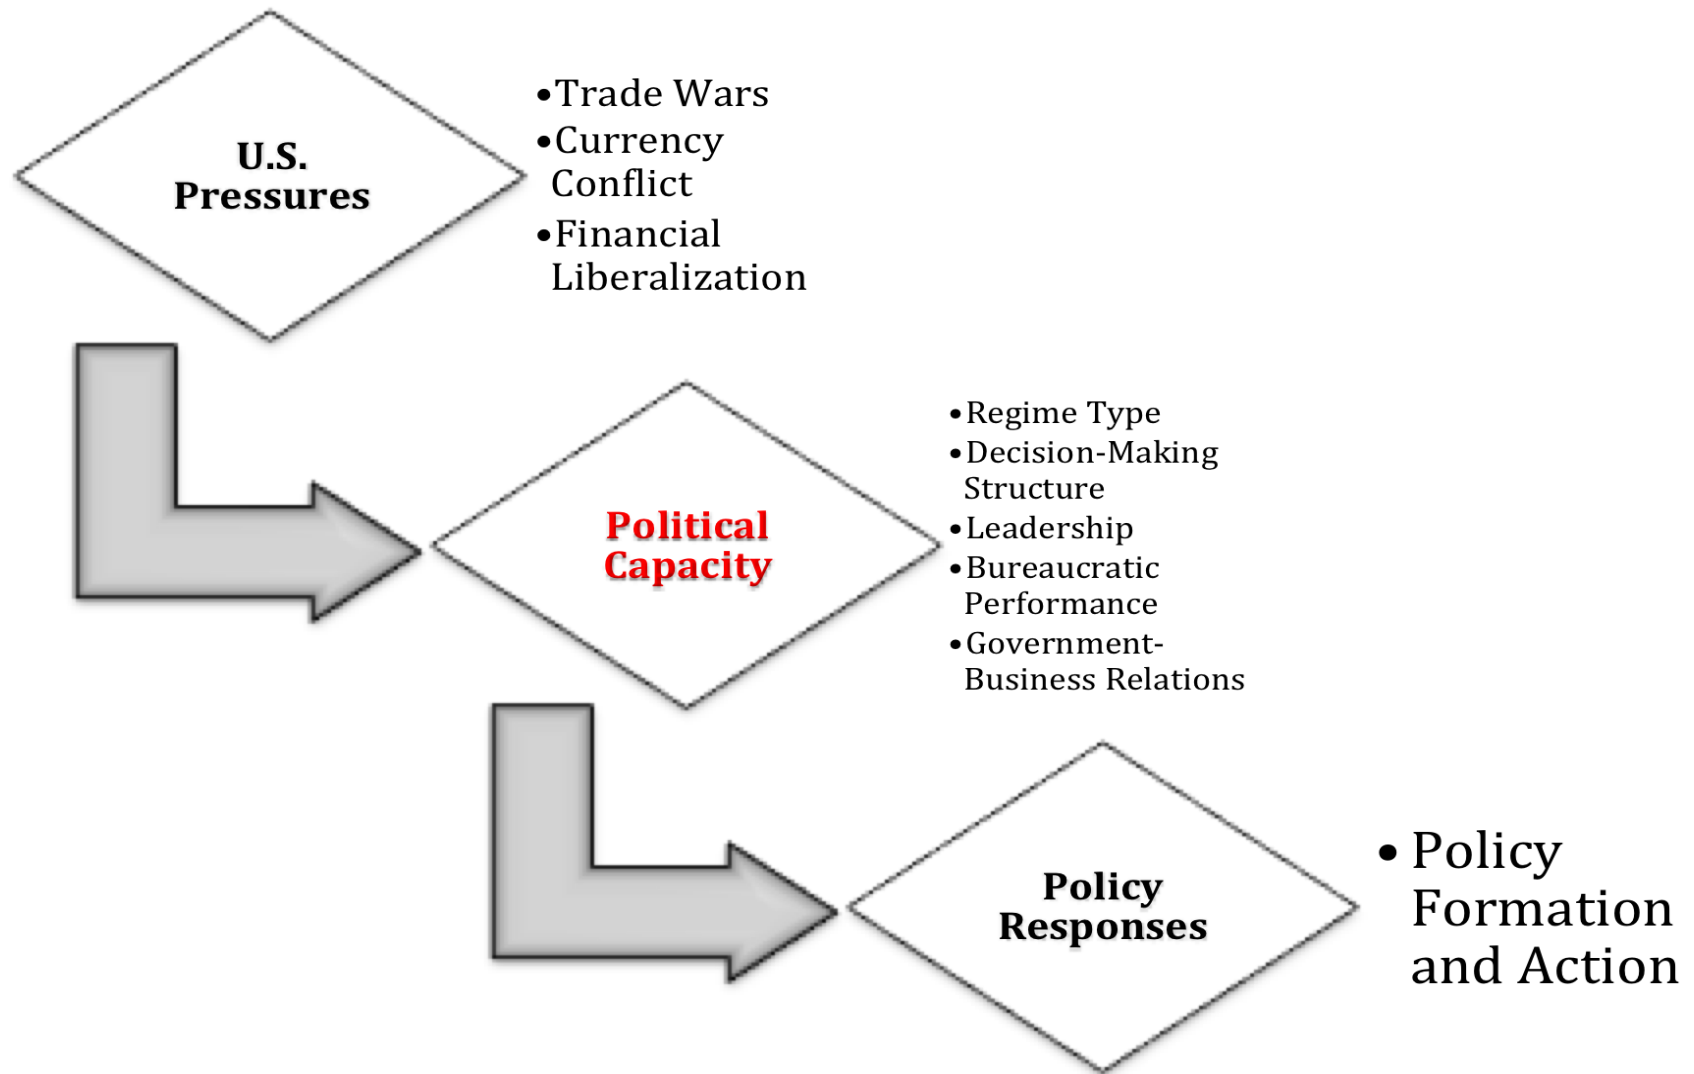 U.S.
Pressures
•Trade Wars
•Currency
Conflict
•Financial
Liberalization
Political
Capacity
•Regime Type
•Decision-Making
Structure
•Leadership
•Bureaucratic
Performance
•Government-
Business Relations
Policy
Responses
• Policy
Formation
and Action